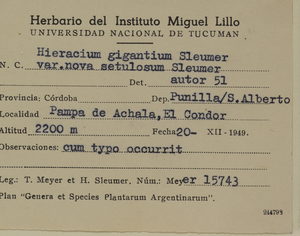 Herbario del Instituto Miguel Lillo
UNIVERSIDAD NACIONAL DE TUCUMAN
Hieracium gigantium Sleumer
N. C. var.nova setulosum Sleumer
Det. autor 51
Provincia: Córdoba Dep. Punilla/S.Alberto
Localidad Pampa de Achala,El Condor
Altitud 2200 m Fecha 20- XII -1949.
Observaciones: cum typo occurrit
Leg.: T. Meyer et H. Sleumer, Núm.: Meyer 15743
Plan "Genera et Species Plantarum Argentinarum".